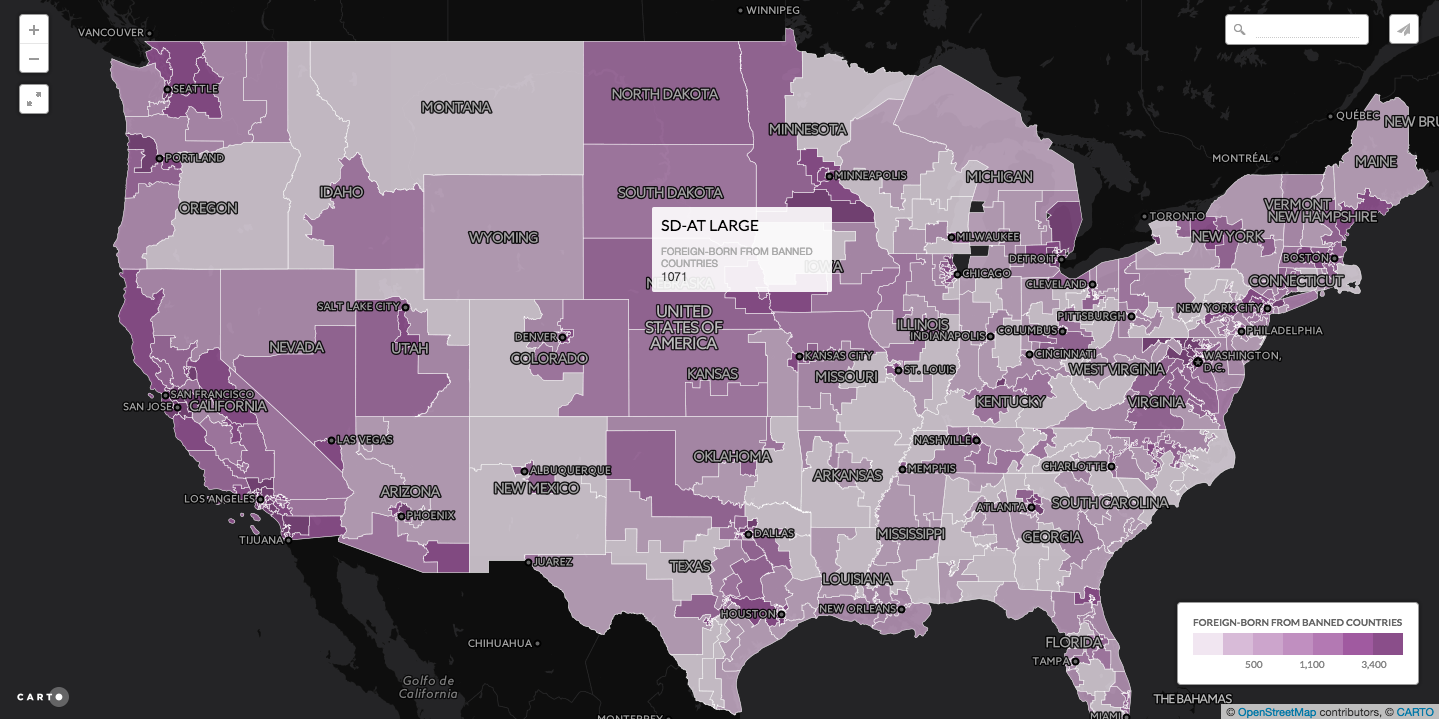 WINNIPEG
VANCOUVER
+
−
SEATTLE
MONTANA
NORTH DAKOTA
MINNESOTA
QUÉBEC
NEW BRU
PORTLAND
MONTRÉAL
MAINE
MINNEAPOLIS
MICHIGAN
IDAHO
SOUTH DAKOTA
OREGON
VERMONT
NEW HAMPSHIRE
TORONTO
SD-AT LARGE
WYOMING
MILWAUKEE
NEW YORK
FOREIGN-BORN FROM BANNED
COUNTRIES
1071
IOWA
DETROIT
BOSTON
CHICAGO
CLEVELAND
CONNECTICUT
NEBRASKA
SALT LAKE CITY
NEW YORK CITY
UNITED
STATES OF
AMERICA
PITTSBURGH
ILLINOIS
INDIANAPOLIS
COLUMBUS
PHILADELPHIA
DENVER
NEVADA
UTAH
COLORADO
KANSAS CITY
CINCINNATI
WASHINGTON,
D.C.
KANSAS
MISSOURI
ST. LOUIS
WEST VIRGINIA
SAN FRANCISCO
SAN JOSE
CALIFORNIA
KENTUCKY
VIRGINIA
LAS VEGAS
NASHVILLE
OKLAHOMA
ALBUQUERQUE
MEMPHIS
CHARLOTTE
ARKANSAS
NEW MEXICO
ARIZONA
LOS ANGELES
SOUTH CAROLINA
PHOENIX
ATLANTA
TIJUANA
DALLAS
MISSISSIPPI
GEORGIA
JUAREZ
TEXAS
LOUISIANA
HOUSTON
NEW ORLEANS
FOREIGN-BORN FROM BANNED COUNTRIES
500 1,100 3,400
CHIHUAHUA
FLORIDA
TAMPA
Golfo de
California
CARTO
THE BAHAMAS
MIAMI
MONTERREY
© OpenStreetMap contributors, © CARTO